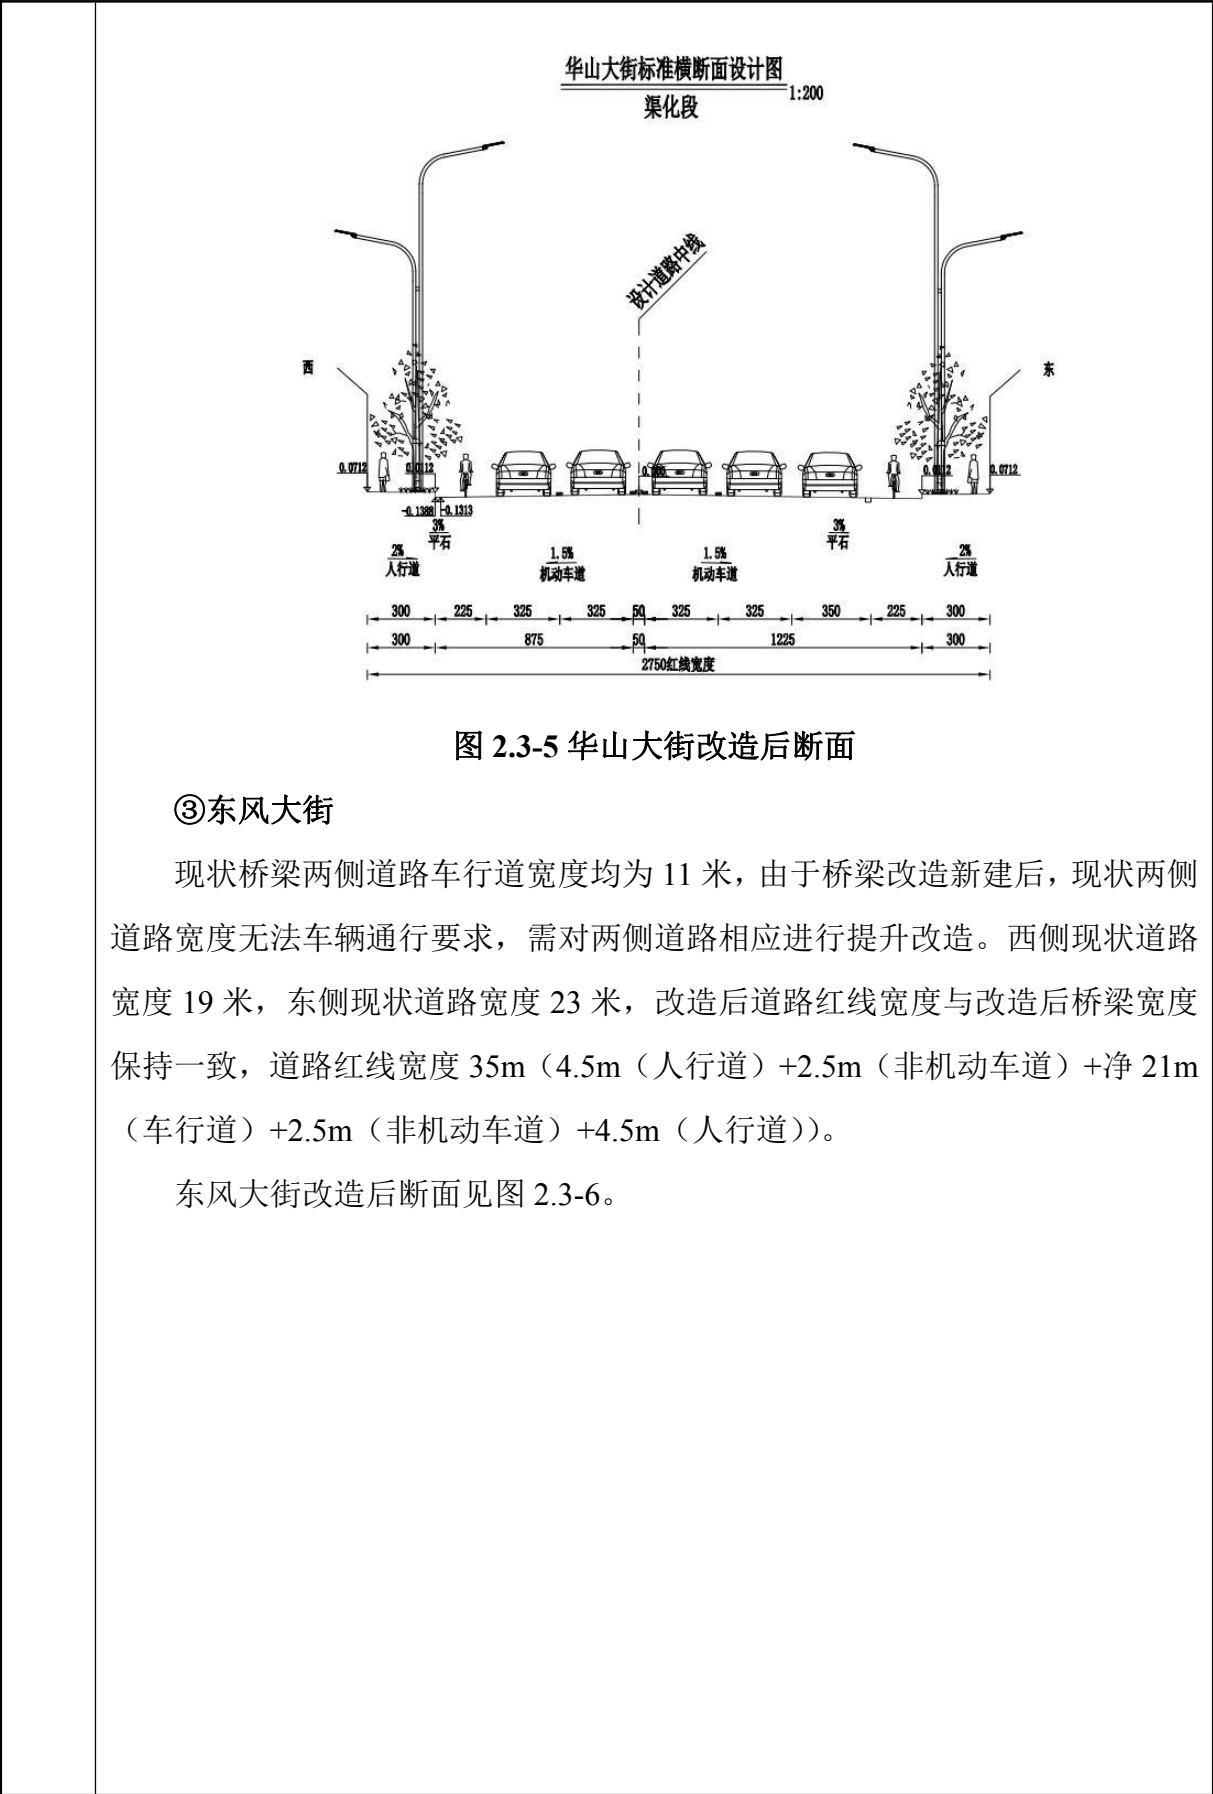 华山大街标准横断面设计图
1:200
渠化段
设计道路中线
西
东
0.0712
0.0112
0.000
0.0112
0.0712
-0.1388
-0.1313
3%
平石
3%
平石
2%
人行道
1.5%
机动车道
1.5%
机动车道
2%
人行道
300 225 325 325 50 325 325 350 225 300
300 875 50 1225 300
2750红线宽度
图 2.3-5 华山大街改造后断面
③东风大街
现状桥梁两侧道路车行道宽度均为 11 米，由于桥梁改造新建后，现状两侧
道路宽度无法车辆通行要求，需对两侧道路相应进行提升改造。西侧现状道路
宽度 19 米，东侧现状道路宽度 23 米，改造后道路红线宽度与改造后桥梁宽度
保持一致，道路红线宽度 35m（4.5m（人行道）+2.5m（非机动车道）+净 21m
（车行道）+2.5m（非机动车道）+4.5m（人行道））。
东风大街改造后断面见图 2.3-6。